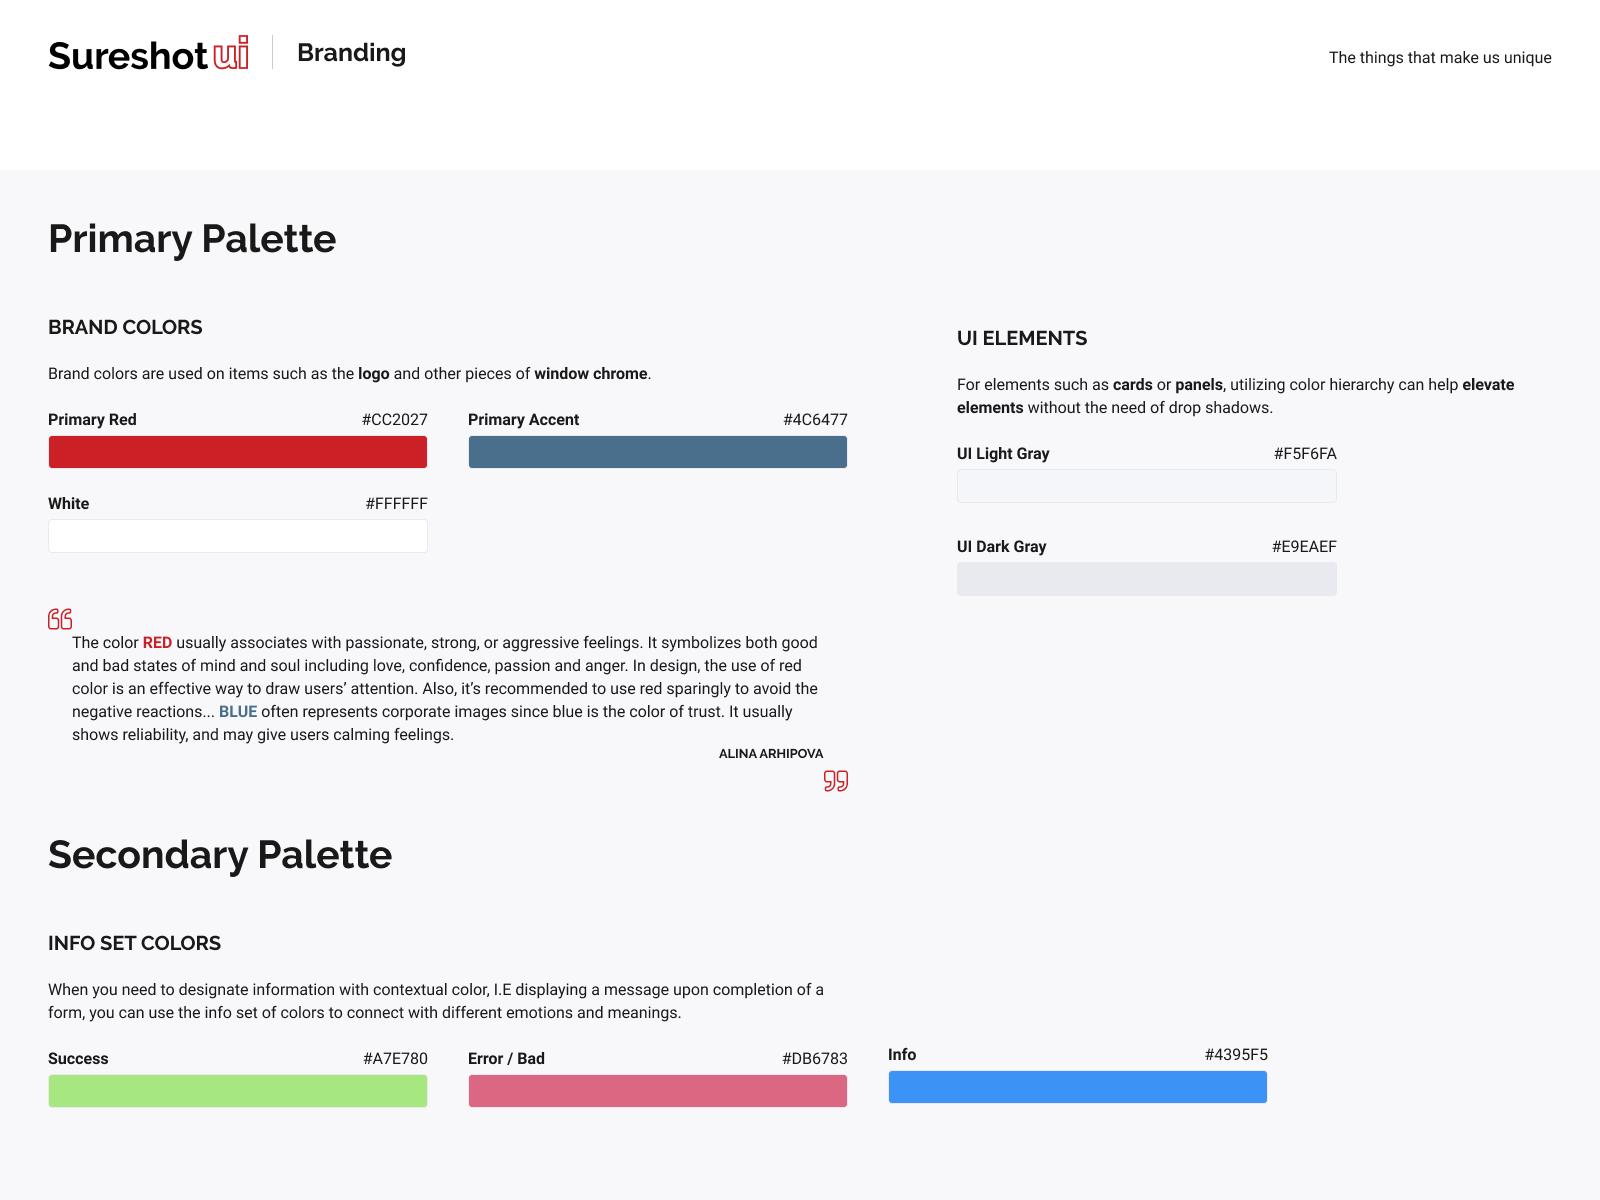 Sureshot ui
Branding
The things that make us unique
Primary Palette
BRAND COLORS
Brand colors are used on items such as the logo and other pieces of window chrome.
Primary Red #CC2027
Primary Accent #4C6477
White #FFFFFF
UI ELEMENTS
For elements such as cards or panels, utilizing color hierarchy can help elevate
elements without the need of drop shadows.
UI Light Gray #F5F6FA
UI Dark Gray #E9EAEF
The color RED usually associates with passionate, strong, or aggressive feelings. It symbolizes both good
and bad states of mind and soul including love, confidence, passion and anger. In design, the use of red
color is an effective way to draw users’ attention. Also, it’s recommended to use red sparingly to avoid the
negative reactions... BLUE often represents corporate images since blue is the color of trust. It usually
shows reliability, and may give users calming feelings.
ALINA ARHIPOVA
Secondary Palette
INFO SET COLORS
When you need to designate information with contextual color, I.E displaying a message upon completion of a
form, you can use the info set of colors to connect with different emotions and meanings.
Success #A7E780
Error / Bad #DB6783
Info #4395F5